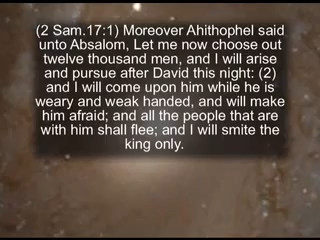 (2 Sam.17:1) Moreover Ahithophel said
unto Absalom, Let me now choose out
twelve thousand men, and I will arise
and pursue after David this night: (2)
and I will come upon him while he is
weary and weak handed, and will make
him afraid; and all the people that are
with him shall flee; and I will smite the
king only.